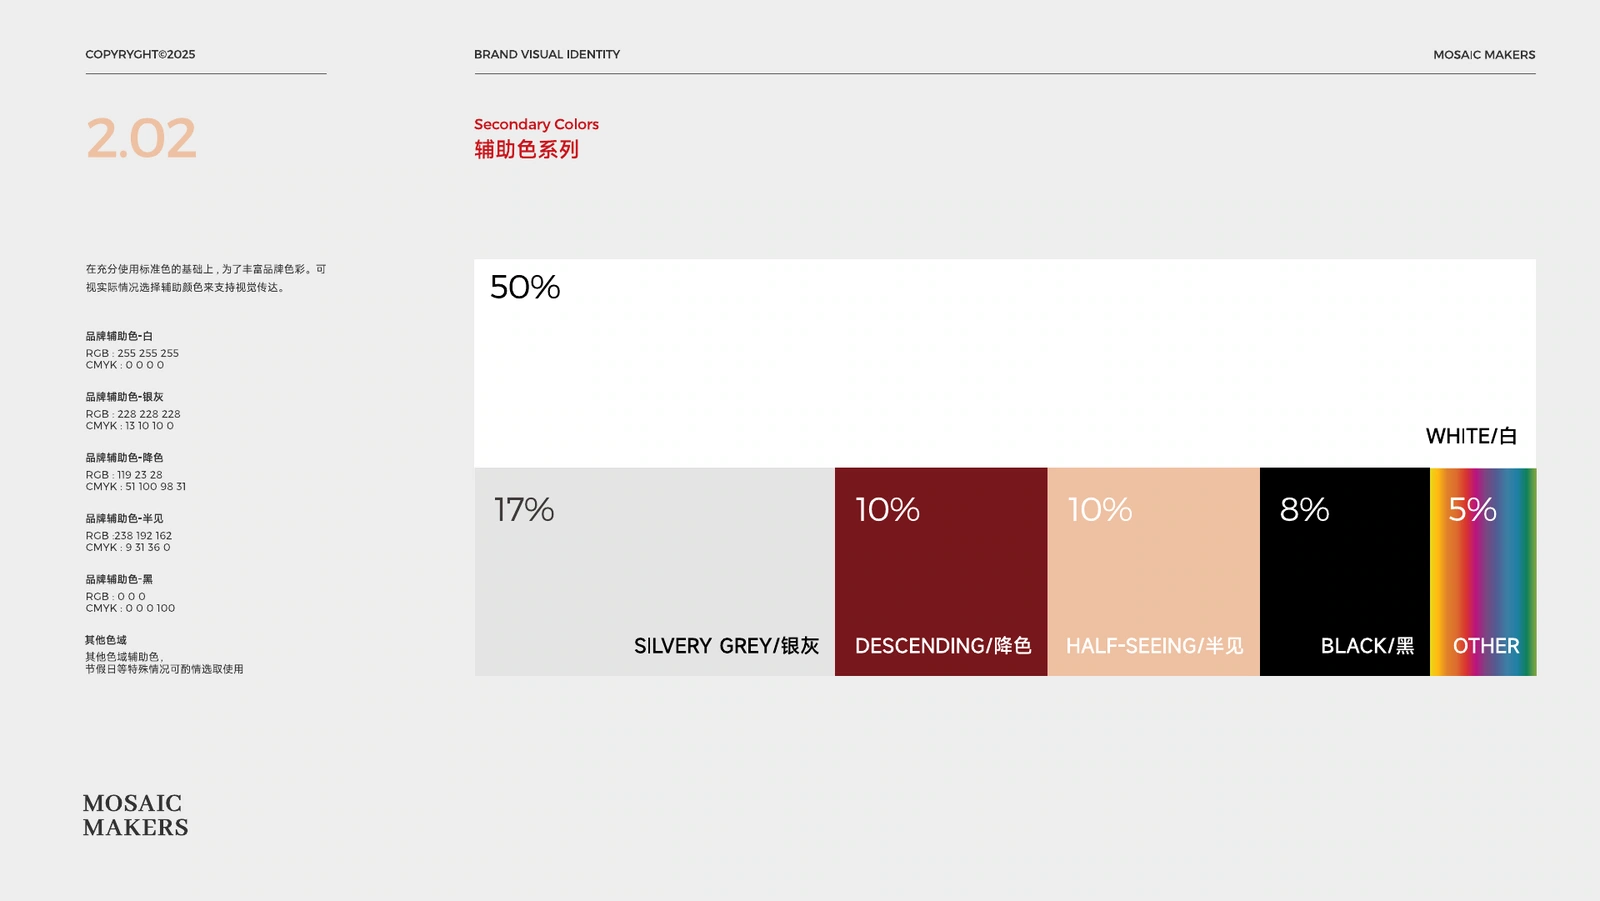 COPYRYGHT©2025
BRAND VISUAL IDENTITY
MOSAIC MAKERS
2.02
Secondary Colors
辅助色系列
在充分使用标准色的基础上 , 为了丰富品牌色彩。可
视实际情况选择辅助颜色来支持视觉传达。
品牌辅助色-白
RGB : 255 255 255
CMYK : 0 0 0 0
品牌辅助色-银灰
RGB : 228 228 228
CMYK : 13 10 10 0
品牌辅助色-降色
RGB : 119 23 28
CMYK : 51 100 98 31
品牌辅助色-半见
RGB :238 192 162
CMYK : 9 31 36 0
品牌辅助色-黑
RGB : 0 0 0
CMYK : 0 0 0 100
其他色域
其他色域辅助色 ,
节假日等特殊情况可酌情选取使用
50%
WHITE/白
17%
SILVERY GREY/银灰
10%
DESCENDING/降色
10%
HALF-SEEING/半见
8%
BLACK/黑
5%
OTHER
MOSAIC
MAKERS